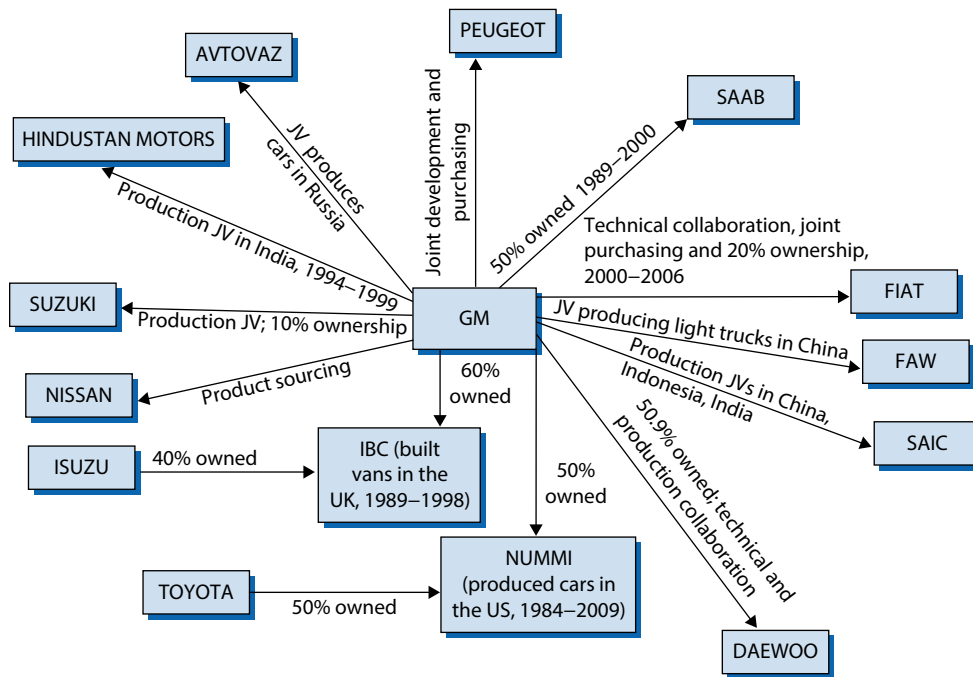 PEUGEOT
AVTOVAZ
SAAB
HINDUSTAN MOTORS
JV produces
cars in Russia
Joint development and
purchasing
50% owned 1989–2000
Production JV in India, 1994–1999
Technical collaboration, joint
purchasing and 20% ownership,
2000–2006
SUZUKI
Production JV; 10% ownership
GM
FIAT
JV producing light trucks in China
FAW
Production JVs in China,
Indonesia, India
SAIC
NISSAN
Product sourcing
60%
owned
50.9% owned; technical and
production collaboration
ISUZU
40% owned
IBC (built
vans in the
UK, 1989–1998)
50%
owned
TOYOTA
50% owned
NUMMI
(produced cars in
the US, 1984–2009)
DAEWOO